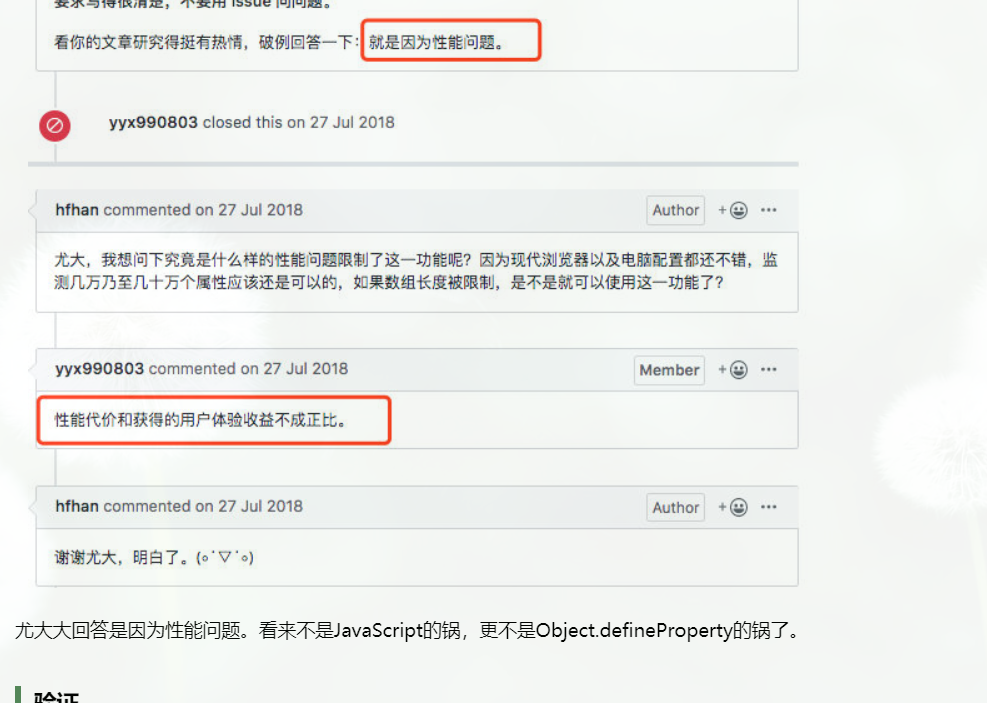 要求写得很清楚，不要用 issue 问问题。
看你的文章研究得挺有热情，破例回答一下：就是因为性能问题。
yyx990803 closed this on 27 Jul 2018
hfhan commented on 27 Jul 2018 Author
尤大，我想问下究竟是什么样的性能问题限制了这一功能呢？因为现代浏览器以及电脑配置都还不错，监
测几万乃至几十万个属性应该还是可以的，如果数组长度被限制，是不是就可以使用这一功能了？
yyx990803 commented on 27 Jul 2018 Member
性能代价和获得的用户体验收益不成正比。
hfhan commented on 27 Jul 2018 Author
谢谢尤大，明白了。(∘˙▽˙∘)
尤大大回答是因为性能问题。看来不是JavaScript的锅，更不是Object.defineProperty的锅了。
验证